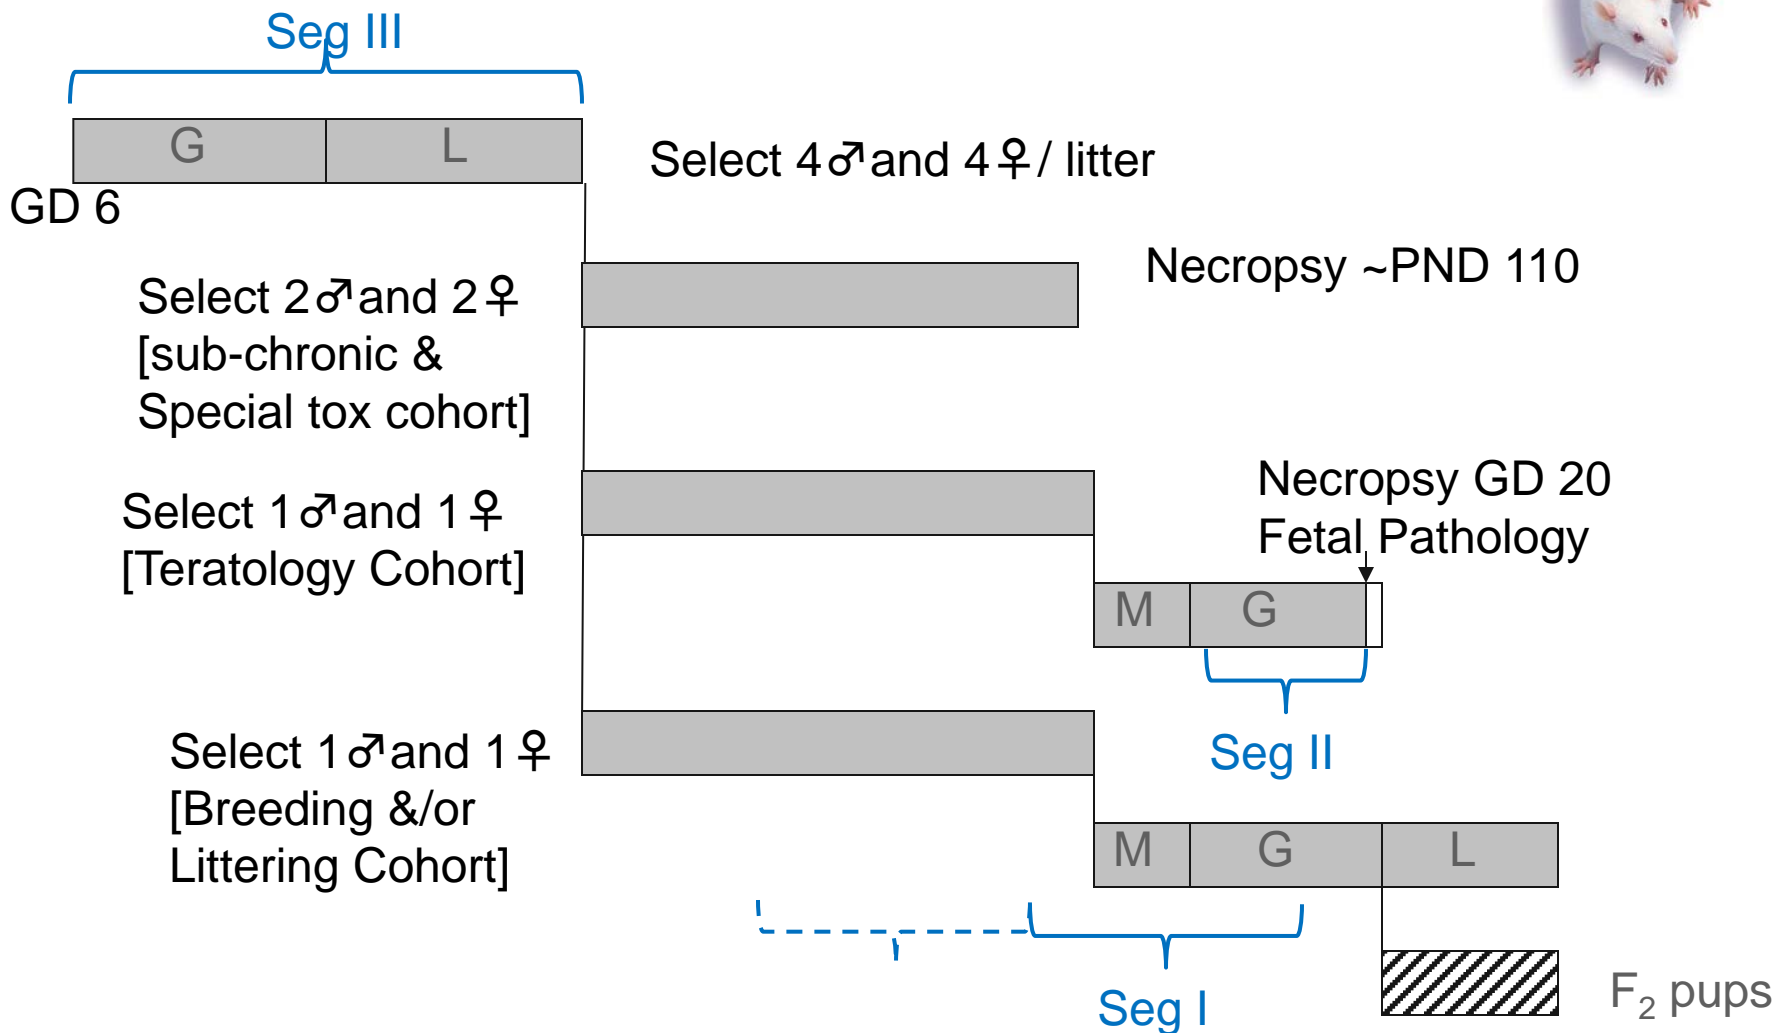 Seg III
G
L
GD 6
Select 4♂and 4♀/ litter
Select 2♂and 2♀
[sub-chronic &
Special tox cohort]
Necropsy ~PND 110
Select 1♂and 1♀
[Teratology Cohort]
Necropsy GD 20
Fetal Pathology
M
G
Seg II
Select 1♂and 1♀
[Breeding &/or
Littering Cohort]
M
G
L
Seg I
F₂ pups